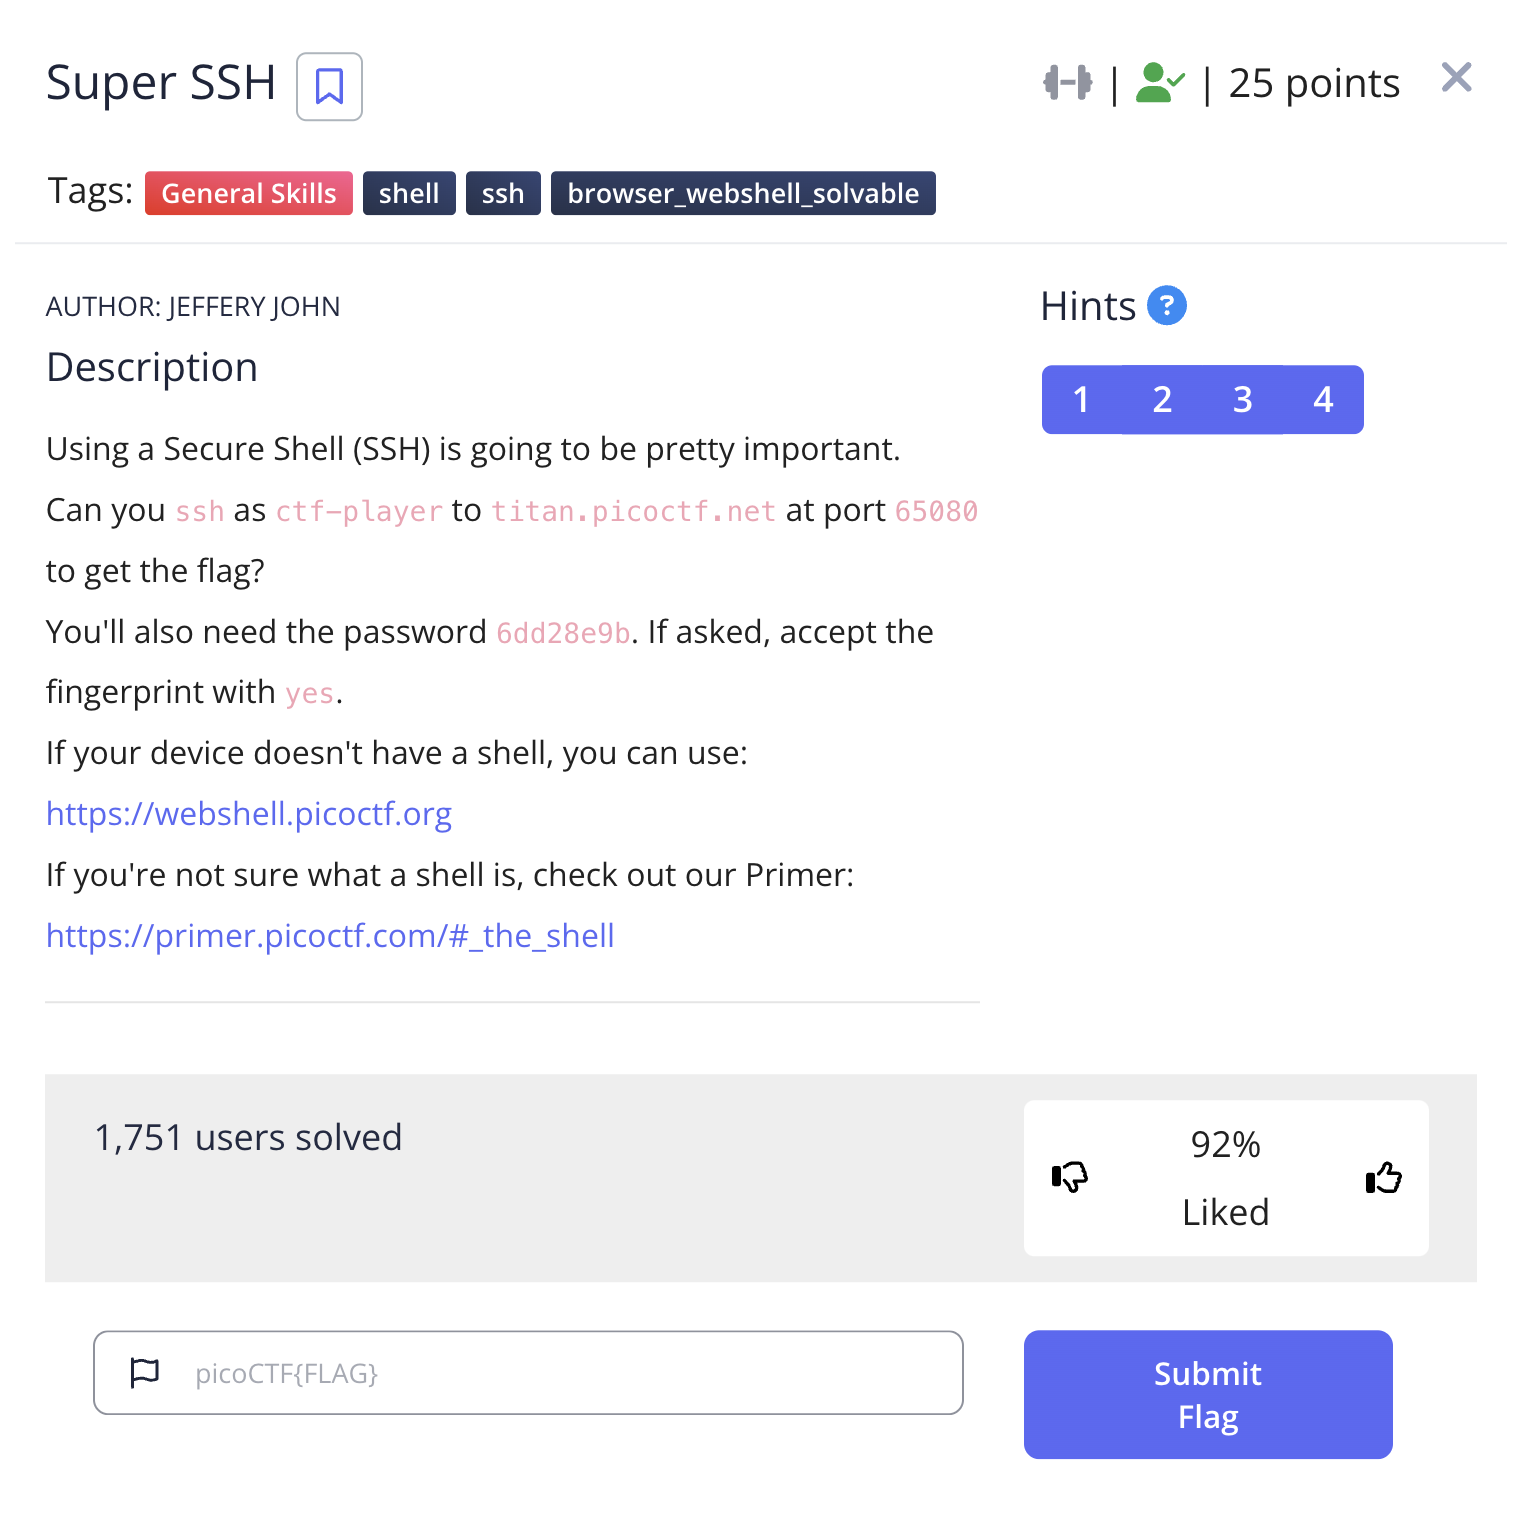 Super SSH
| | 25 points
Tags: General Skills shell ssh browser_webshell_solvable
AUTHOR: JEFFERY JOHN
Description
Using a Secure Shell (SSH) is going to be pretty important.
Can you ssh as ctf-player to titan.picoctf.net at port 65080
to get the flag?
You'll also need the password 6dd28e9b. If asked, accept the
fingerprint with yes.
If your device doesn't have a shell, you can use:
https://webshell.picoctf.org
If you're not sure what a shell is, check out our Primer:
https://primer.picoctf.com/#_the_shell
Hints ?
1 2 3 4
1,751 users solved
92%
Liked
picoCTF{FLAG}
Submit
Flag